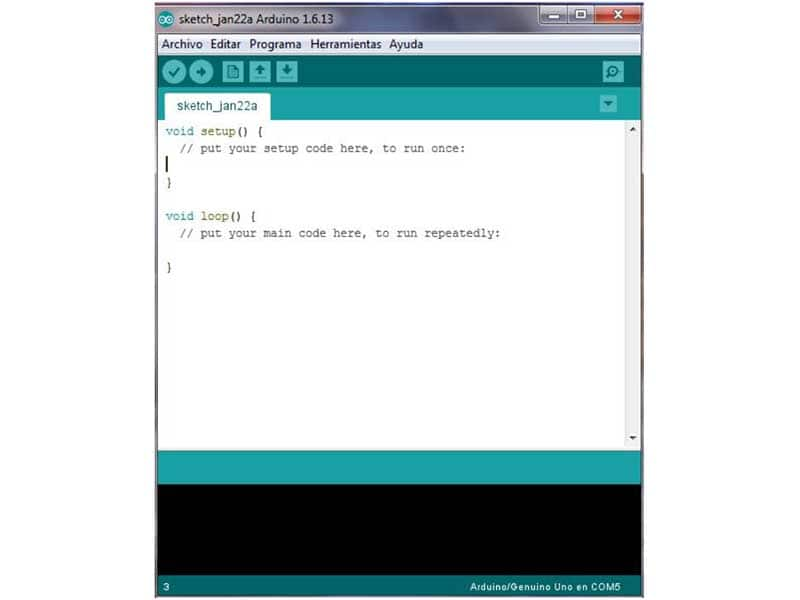 sketch_jan22a Arduino 1.6.13
Archivo Editar Programa Herramientas Ayuda
sketch_jan22a
void setup() {
// put your setup code here, to run once:
}
void loop() {
// put your main code here, to run repeatedly:
}
3
Arduino/Genuino Uno en COM5